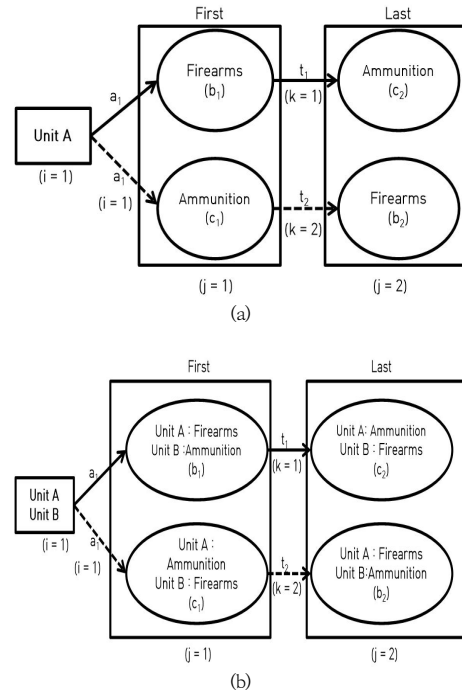 First
Last
Firearms
(b₁)
Ammunition
(c₂)
a₁
t₁
(k = 1)
Unit A
(i = 1)
a₁
(i = 1)
Ammunition
(c₁)
Firearms
(b₂)
t₂
(k = 2)
(j = 1)
(j = 2)
(a)
First
Last
Unit A : Firearms
Unit B :Ammunition
(b₁)
Unit A: Ammunition
Unit B : Firearms
(c₂)
a₁
t₁
(k = 1)
Unit A
Unit B
(i = 1)
a₁
(i = 1)
Unit A :
Ammunition
Unit B : Firearms
(c₁)
Unit A : Firearms
Unit B:Ammunition
(b₂)
t₂
(k = 2)
(j = 1)
(j = 2)
(b)